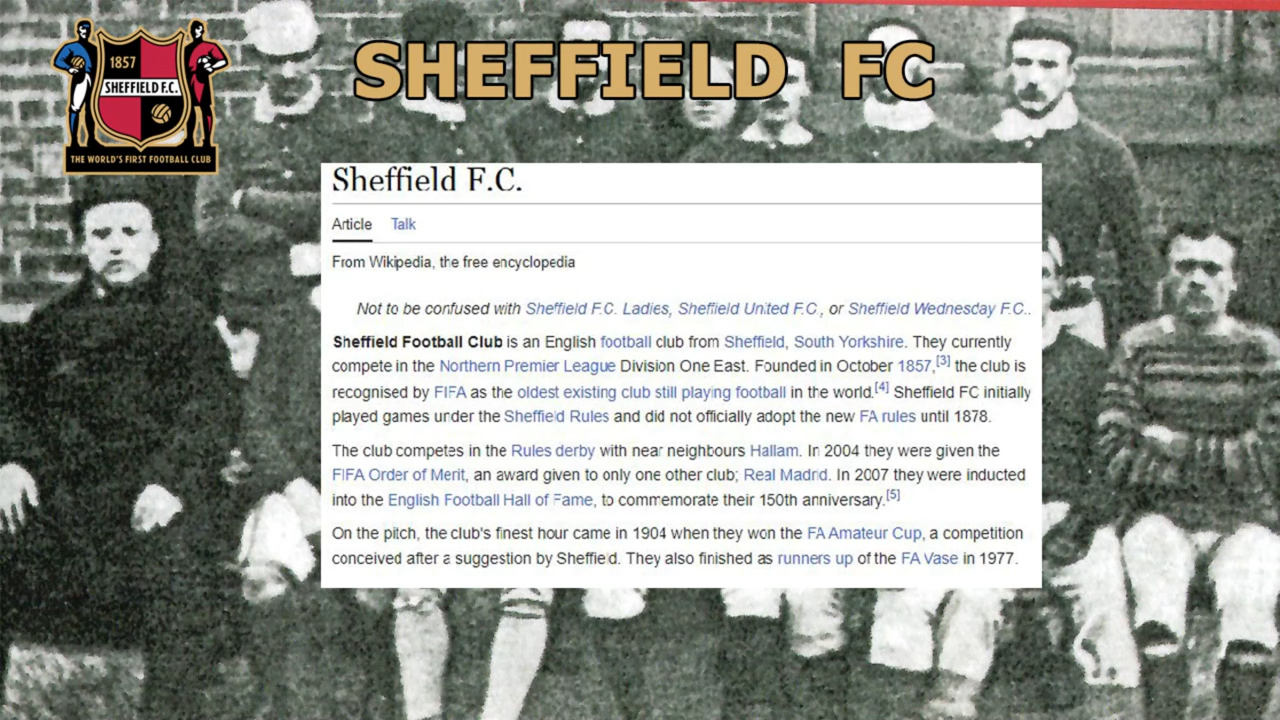 1857
SHEFFIELD F.C.
THE WORLD'S FIRST FOOTBALL CLUB
SHEFFIELD FC
Sheffield F.C.
Article Talk
From Wikipedia, the free encyclopedia
Not to be confused with Sheffield F.C. Ladies, Sheffield United F.C., or Sheffield Wednesday F.C..
Sheffield Football Club is an English football club from Sheffield, South Yorkshire. They currently
compete in the Northern Premier League Division One East. Founded in October 1857,[3] the club is
recognised by FIFA as the oldest existing club still playing football in the world.[4] Sheffield FC initially
played games under the Sheffield Rules and did not officially adopt the new FA rules until 1878.
The club competes in the Rules derby with near neighbours Hallam. In 2004 they were given the
FIFA Order of Merit, an award given to only one other club; Real Madrid. In 2007 they were inducted
into the English Football Hall of Fame, to commemorate their 150th anniversary.[5]
On the pitch, the club's finest hour came in 1904 when they won the FA Amateur Cup, a competition
conceived after a suggestion by Sheffield. They also finished as runners up of the FA Vase in 1977.